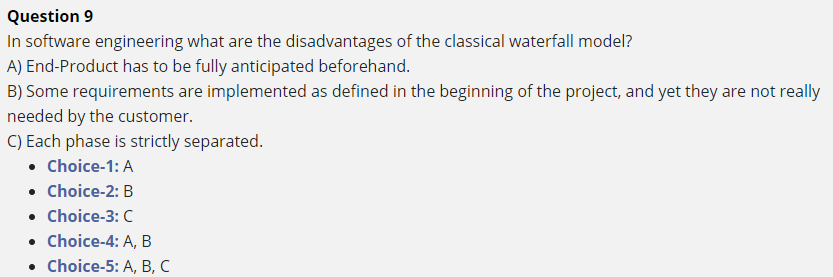 Question 9
In software engineering what are the disadvantages of the classical waterfall model?
A) End-Product has to be fully anticipated beforehand.
B) Some requirements are implemented as defined in the beginning of the project, and yet they are not really
needed by the customer.
C) Each phase is strictly separated.
• Choice-1: A
• Choice-2: B
• Choice-3: C
• Choice-4: A, B
• Choice-5: A, B, C